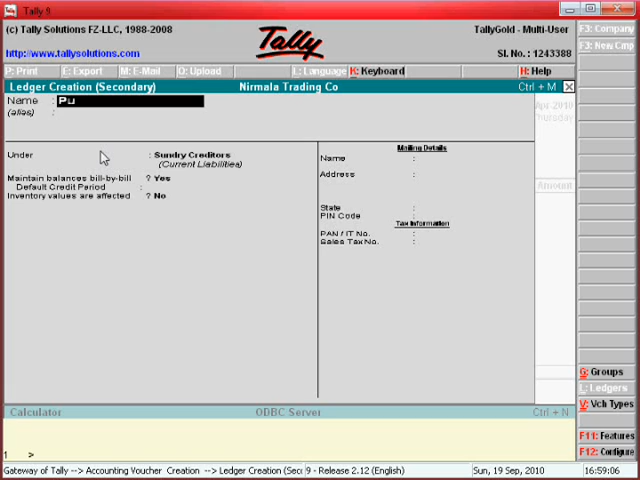 Tally 9
(c) Tally Solutions FZ-LLC, 1988-2008
TallyGold - Multi-User
F3: Company
http://www.tallysolutions.com
Tally
Sl. No. : 1243388
F3: New Cmp
P: Print
E: Export
M: E-Mail
O: Upload
L: Language
K: Keyboard
H: Help
Ledger Creation (Secondary)
Nirmala Trading Co
Ctrl + M
Name : Pu
(alias) :
Apr-2010
Thursday
Under : Sundry Creditors
(Current Liabilities)
Maintain balances bill-by-bill ? Yes
Default Credit Period :
Inventory values are affected ? No
Mailing Details
Name :
Address :
State :
PIN Code :
Tax Information
PAN / IT No. :
Sales Tax No. :
Amount
G: Groups
L: Ledgers
V: Vch Types
F11: Features
F12: Configure
Calculator
ODBC Server
Ctrl + N
1 >
Gateway of Tally --> Accounting Voucher Creation --> Ledger Creation (Sec
9 - Release 2.12 (English)
Sun, 19 Sep, 2010
16:59:06